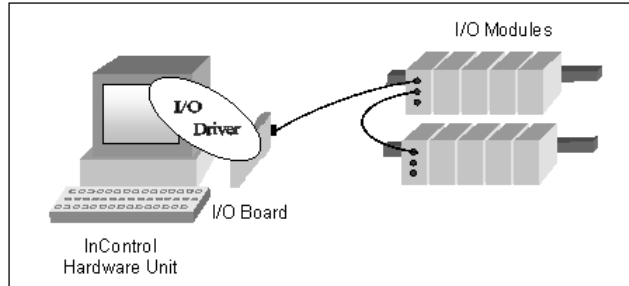 I/O Modules
I/O
Driver
I/O Board
InControl
Hardware Unit